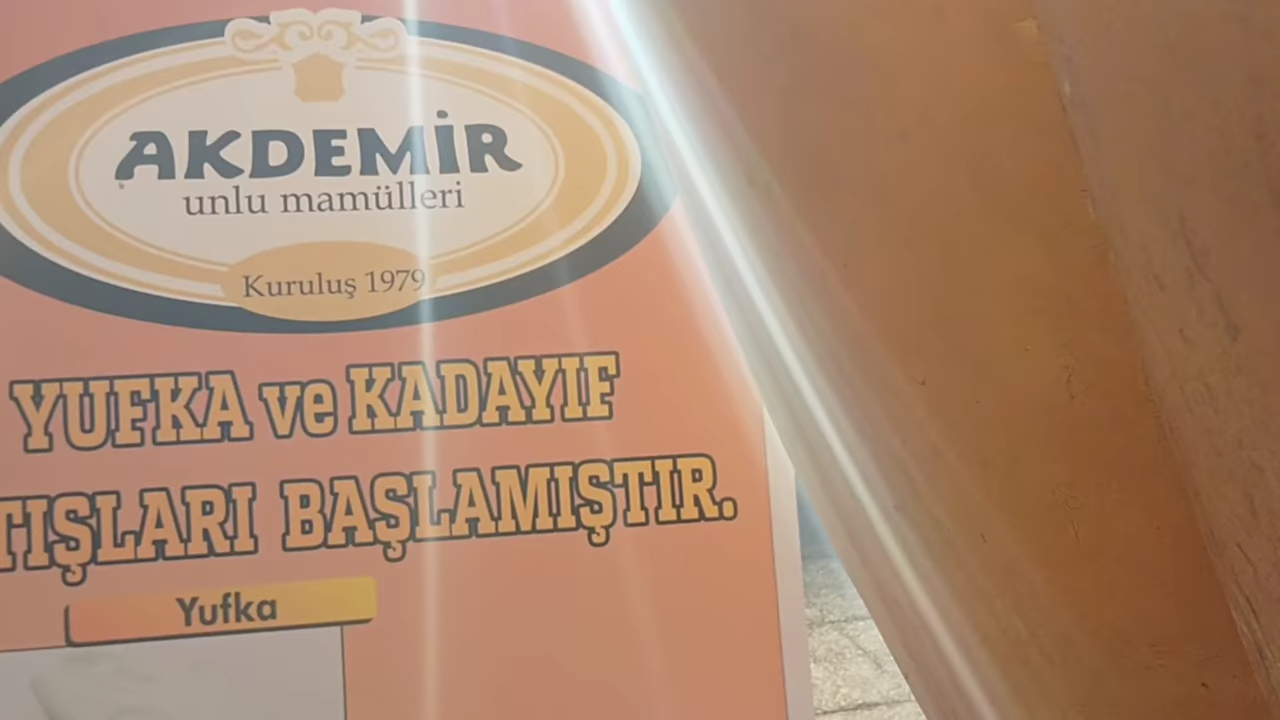 AKDEMİR
unlu mamülleri
Kuruluş 1979
YUFKA ve KADAYIF
TIŞLARI BAŞLAMIŞTIR.
Yufka